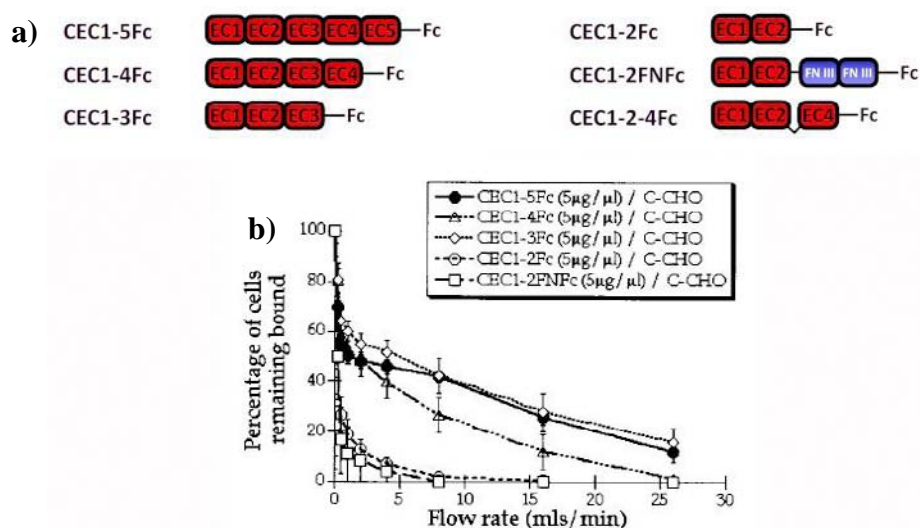 a)
CEC1-5Fc EC1 EC2 EC3 EC4 EC5 Fc
CEC1-4Fc EC1 EC2 EC3 EC4 Fc
CEC1-3Fc EC1 EC2 EC3 Fc
CEC1-2Fc EC1 EC2 Fc
CEC1-2FNFc EC1 EC2 FN III FN III Fc
CEC1-2-4Fc EC1 EC2 EC4 Fc
b)
CEC1-5Fc (5µg/µl) / C-CHO
CEC1-4Fc (5µg/µl) / C-CHO
CEC1-3Fc (5µg/µl) / C-CHO
CEC1-2Fc (5µg/µl) / C-CHO
CEC1-2FNFc (5µg/µl) / C-CHO
Percentage of cells
remaining bound
100
80
60
40
20
0
0 5 10 15 20 25 30
Flow rate (mls/min)